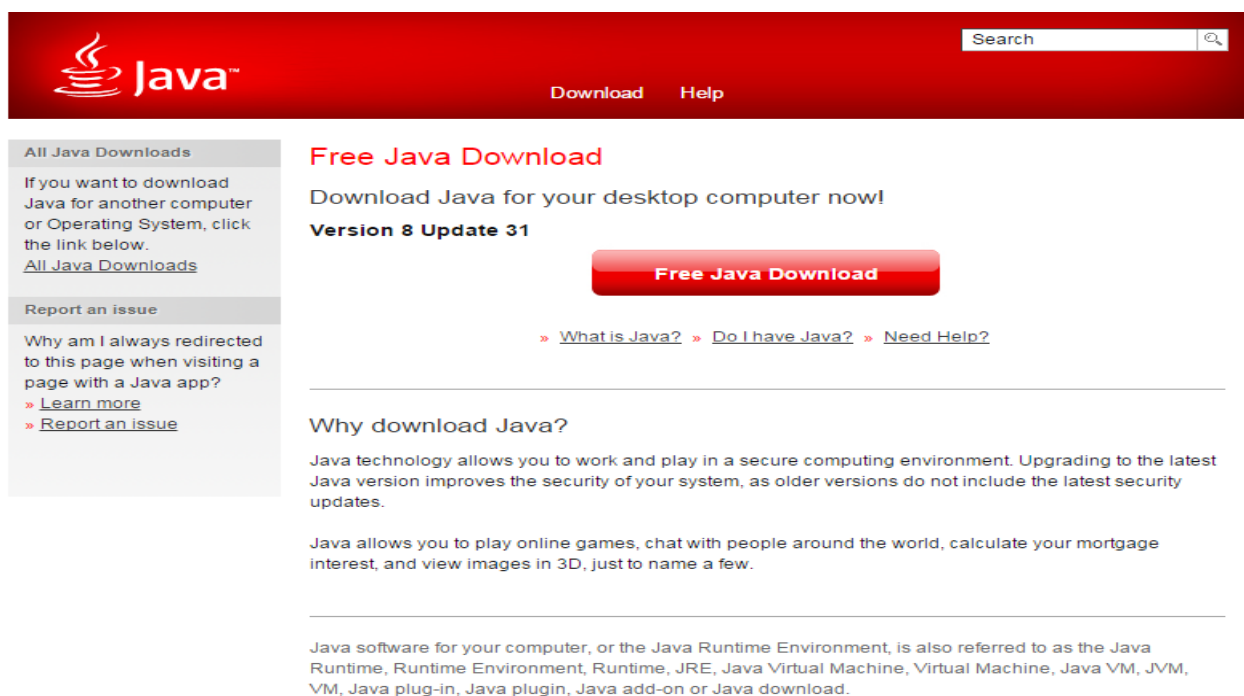 Java™
Search
Download Help
All Java Downloads
If you want to download
Java for another computer
or Operating System, click
the link below.
All Java Downloads
Report an issue
Why am I always redirected
to this page when visiting a
page with a Java app?
» Learn more
» Report an issue
Free Java Download
Download Java for your desktop computer now!
Version 8 Update 31
Free Java Download
» What is Java? » Do I have Java? » Need Help?
Why download Java?
Java technology allows you to work and play in a secure computing environment. Upgrading to the latest
Java version improves the security of your system, as older versions do not include the latest security
updates.
Java allows you to play online games, chat with people around the world, calculate your mortgage
interest, and view images in 3D, just to name a few.
Java software for your computer, or the Java Runtime Environment, is also referred to as the Java
Runtime, Runtime Environment, Runtime, JRE, Java Virtual Machine, Virtual Machine, Java VM, JVM,
VM, Java plug-in, Java plugin, Java add-on or Java download.